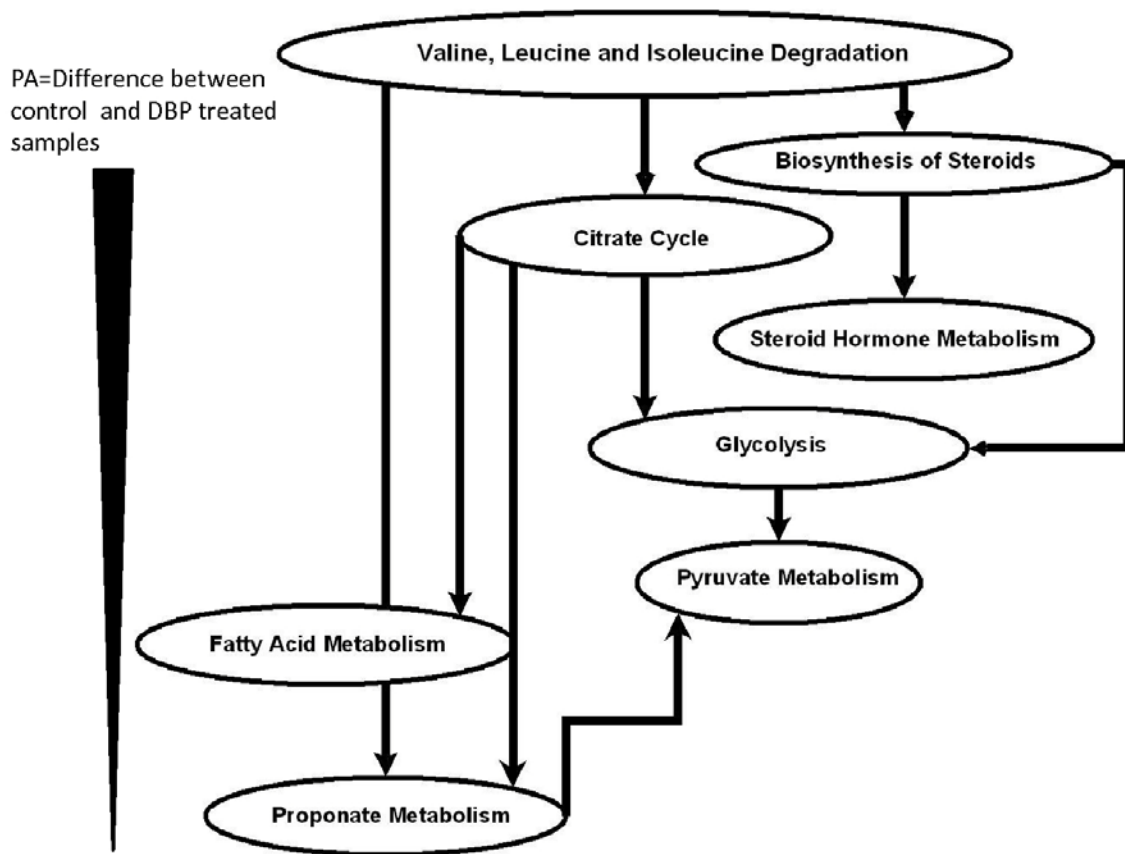 Valine, Leucine and Isoleucine Degradation
PA=Difference between
control and DBP treated
samples
Biosynthesis of Steroids
Citrate Cycle
Steroid Hormone Metabolism
Glycolysis
Pyruvate Metabolism
Fatty Acid Metabolism
Proponate Metabolism